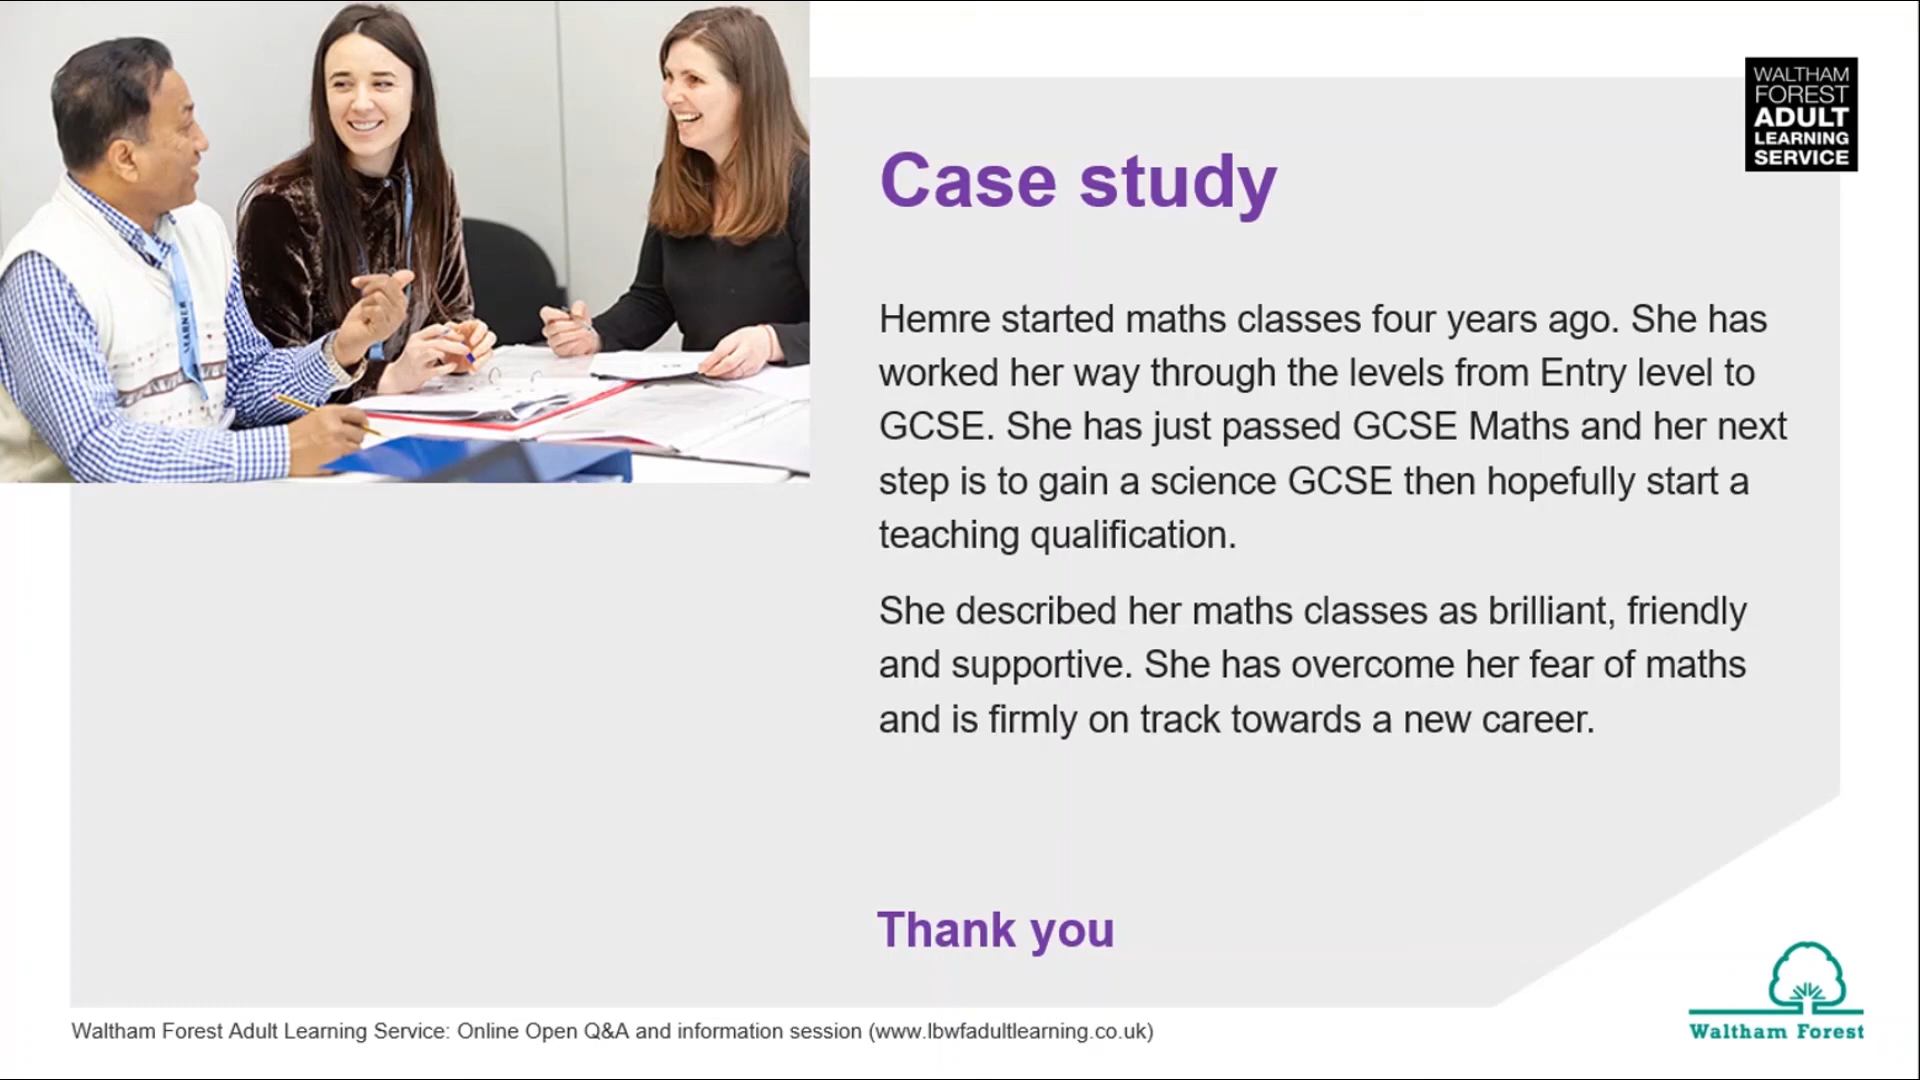 WALTHAM
FOREST
ADULT
LEARNING
SERVICE
Case study
Hemre started maths classes four years ago. She has
worked her way through the levels from Entry level to
GCSE. She has just passed GCSE Maths and her next
step is to gain a science GCSE then hopefully start a
teaching qualification.
She described her maths classes as brilliant, friendly
and supportive. She has overcome her fear of maths
and is firmly on track towards a new career.
Thank you
LEARNER
Waltham Forest Adult Learning Service: Online Open Q&A and information session (www.lbwfadultlearning.co.uk)
Waltham Forest